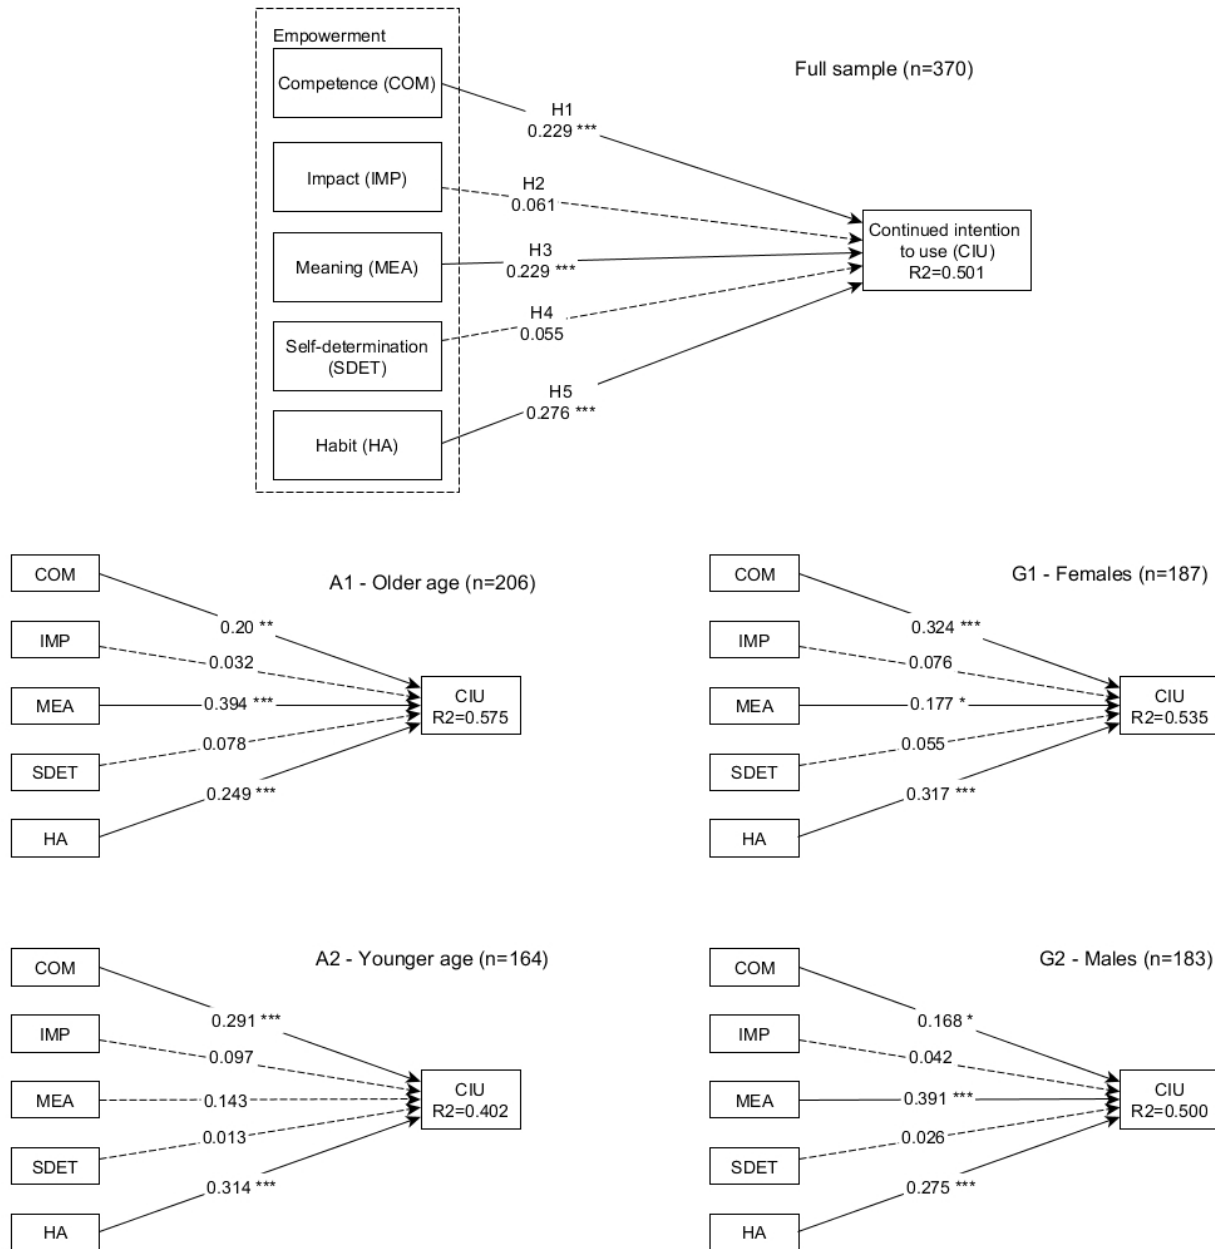 Empowerment
Competence (COM)
Full sample (n=370)
H1
0.229 ***
Impact (IMP)
H2
0.061
Meaning (MEA)
H3
0.229 ***
Continued intention
to use (CIU)
R2=0.501
Self-determination
(SDET)
H4
0.055
H5
0.276 ***
Habit (HA)
A1 - Older age (n=206)
COM
0.20 **
IMP
0.032
MEA
0.394 ***
CIU
R2=0.575
SDET
0.078
0.249 ***
HA
G1 - Females (n=187)
COM
0.324 ***
IMP
0.076
MEA
0.177 *
CIU
R2=0.535
SDET
0.055
0.317 ***
HA
A2 - Younger age (n=164)
COM
0.291 ***
IMP
0.097
MEA
0.143
CIU
R2=0.402
SDET
0.013
0.314 ***
HA
G2 - Males (n=183)
COM
0.168 *
IMP
0.042
MEA
0.391 ***
CIU
R2=0.500
SDET
0.026
0.275 ***
HA